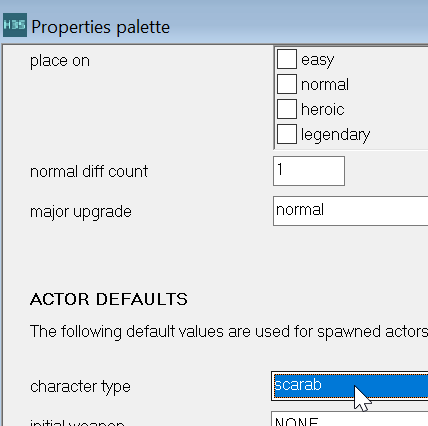 H3S Properties palette
place on
easy
normal
heroic
legendary
normal diff count 1
major upgrade normal
ACTOR DEFAULTS
The following default values are used for spawned actors
character type scarab
initial weapon NONE